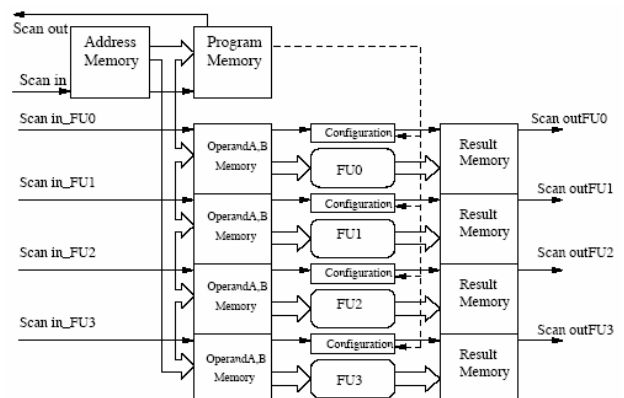 Scan out
Address
Memory
Program
Memory
Scan in
Scan in_FU0
Scan outFU0
OperandA,B
Memory
Configuration
FU0
Result
Memory
Scan in_FU1
Scan outFU1
OperandA,B
Memory
Configuration
FU1
Result
Memory
Scan in_FU2
Scan outFU2
OperandA,B
Memory
Configuration
FU2
Result
Memory
Scan in_FU3
Scan outFU3
OperandA,B
Memory
Configuration
FU3
Result
Memory